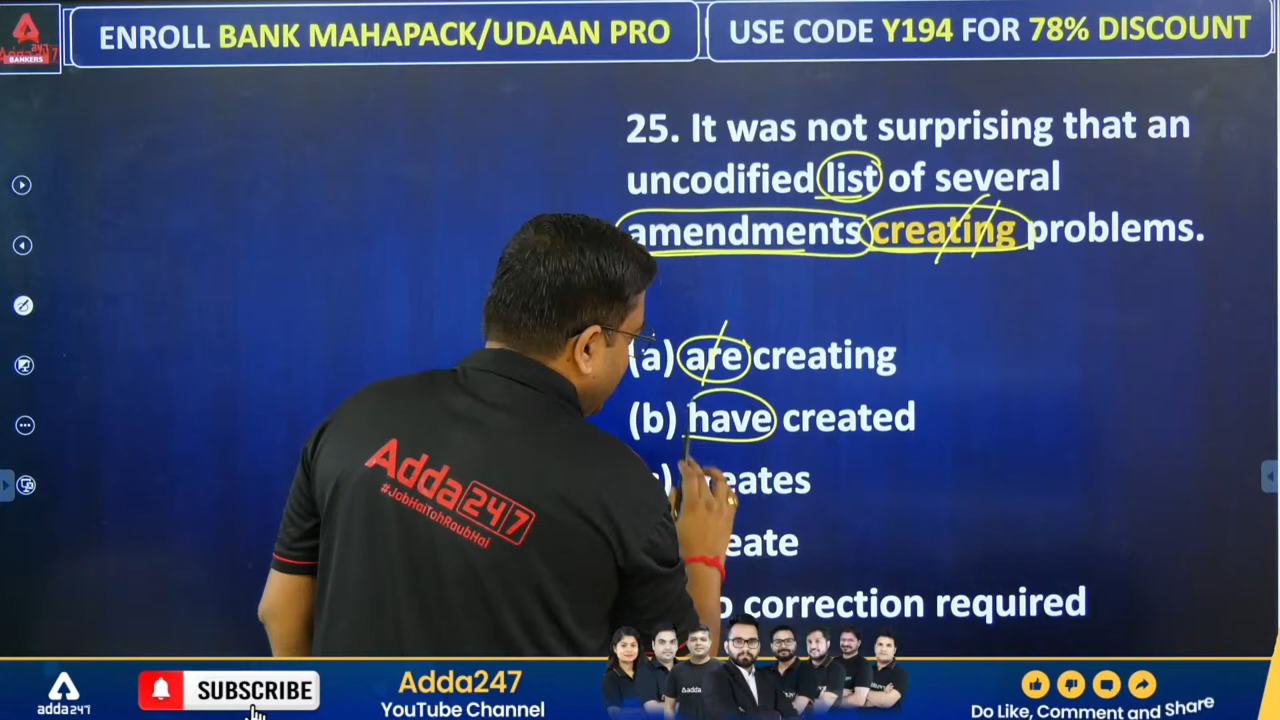 ENROLL BANK MAHAPACK/UDAAN PRO
USE CODE Y194 FOR 78% DISCOUNT
247
BANKERS
25. It was not surprising that an
uncodified list of several
amendments creating problems.
(a) are creating
(b) have created
correction required
Adda247
#JobHaiTohRaubHai
adda247
SUBSCRIBE
Adda247
YouTube Channel
Do Like, Comment and Share